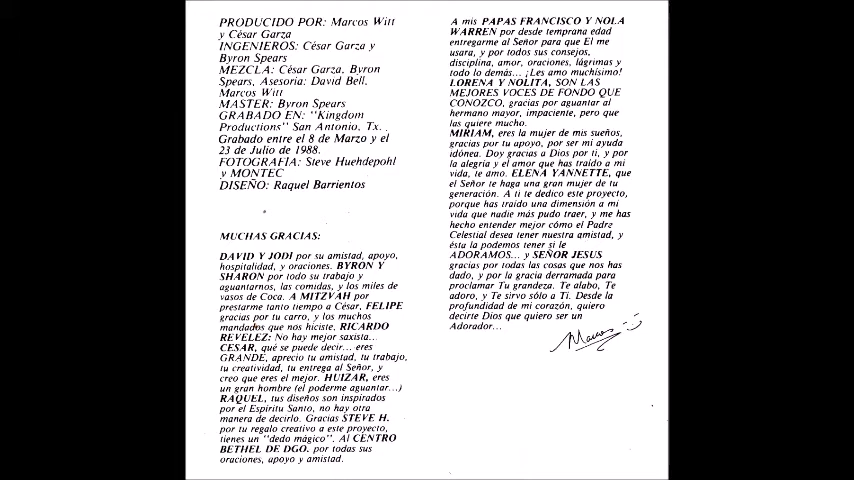 PRODUCIDO POR: Marcos Witt
y César Garza
INGENIEROS: César Garza y
Byron Spears
MEZCLA: César Garza, Byron
Spears, Asesoría: David Bell,
Marcos Witt
MASTER: Byron Spears
GRABADO EN: "Kingdom
Productions" San Antonio, Tx.
Grabado entre el 8 de Marzo y el
23 de Julio de 1988.
FOTOGRAFÍA: Steve Huehdepohl
y MONTEC
DISEÑO: Raquel Barrientos
MUCHAS GRACIAS:
DAVID Y JODI por su amistad, apoyo,
hospitalidad, y oraciones. BYRON Y
SHARON por todo su trabajo y
aguantarnos, las comidas, y los miles de
vasos de Coca. A MITZVAH por
prestarme tanto tiempo a César, FELIPE
gracias por tu carro, y los muchos
mandados que nos hiciste, RICARDO
REVELEZ: No hay mejor saxista...
CESAR, qué se puede decir... eres
GRANDE, aprecio tu amistad, tu trabajo,
tu creatividad, tu entrega al Señor, y
creo que eres el mejor. HUIZAR, eres
un gran hombre (el poderme aguantar...)
RAQUEL, tus diseños son inspirados
por el Espíritu Santo, no hay otra
manera de decirlo. Gracias STEVE H.
por tu regalo creativo a este proyecto,
tienes un "dedo mágico". Al CENTRO
BETHEL DE DGO. por todas sus
oraciones, apoyo y amistad.
A mis PAPAS FRANCISCO Y NOLA
WARREN por desde temprana edad
entregarme al Señor para que El me
usara, y por todos sus consejos,
disciplina, amor, oraciones, lágrimas y
todo lo demás... ¡Les amo muchísimo!
LORENA Y NOLITA, SON LAS
MEJORES VOCES DE FONDO QUE
CONOZCO, gracias por aguantar al
hermano mayor, impaciente, pero que
las quiere mucho.
MIRIAM, eres la mujer de mis sueños,
gracias por tu apoyo, por ser mi ayuda
idónea. Doy gracias a Dios por ti, y por
la alegría y el amor que has traído a mi
vida, te amo. ELENA YANNETTE, que
el Señor te haga una gran mujer de tu
generación. A ti te dedico este proyecto,
porque has traído una dimensión a mi
vida que nadie más pudo traer, y me has
hecho entender mejor cómo el Padre
Celestial desea tener nuestra amistad, y
ésta la podemos tener si le
ADORAMOS... y SEÑOR JESUS
gracias por todas las cosas que nos has
dado, y por la gracia derramada para
proclamar Tu grandeza. Te alabo, Te
adoro, y Te sirvo sólo a Ti. Desde la
profundidad de mi corazón, quiero
decirte Dios que quiero ser un
Adorador...
Marcos